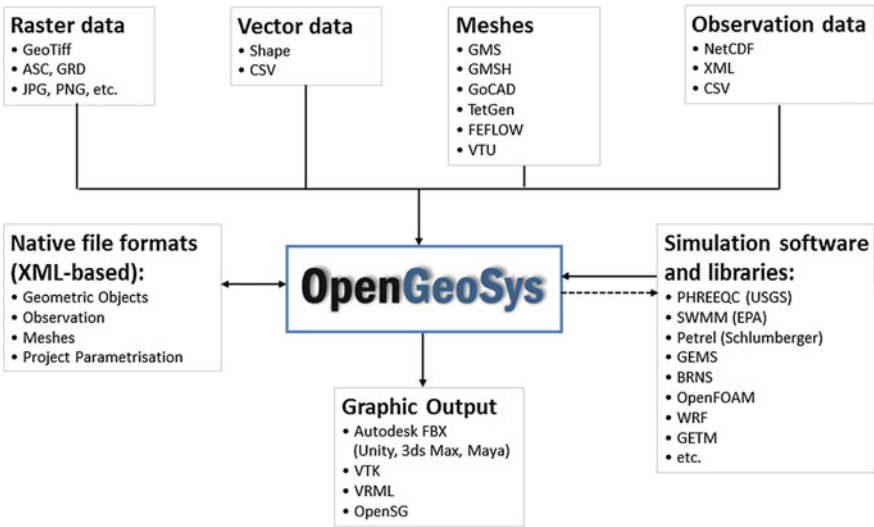 Raster data
• GeoTiff
• ASC, GRD
• JPG, PNG, etc.
Vector data
• Shape
• CSV
Meshes
• GMS
• GMSH
• GoCAD
• TetGen
• FEFLOW
• VTU
Observation data
• NetCDF
• XML
• CSV
Native file formats
(XML-based):
• Geometric Objects
• Observation
• Meshes
• Project Parametrisation
OpenGeoSys
Simulation software
and libraries:
• PHREEQC (USGS)
• SWMM (EPA)
• Petrel (Schlumberger)
• GEMS
• BRNS
• OpenFOAM
• WRF
• GETM
• etc.
Graphic Output
• Autodesk FBX
(Unity, 3ds Max, Maya)
• VTK
• VRML
• OpenSG